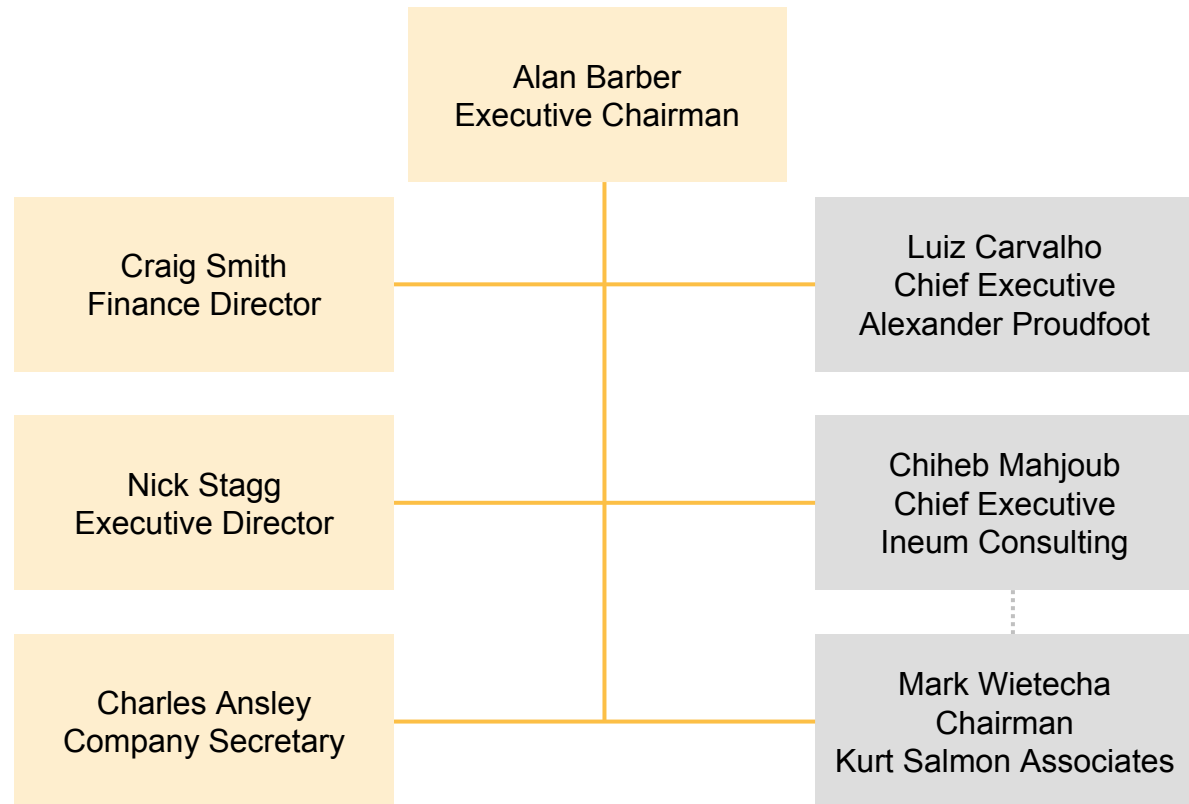 Alan Barber
Executive Chairman
Craig Smith
Finance Director
Luiz Carvalho
Chief Executive
Alexander Proudfoot
Nick Stagg
Executive Director
Chiheb Mahjoub
Chief Executive
Ineum Consulting
Charles Ansley
Company Secretary
Mark Wietecha
Chairman
Kurt Salmon Associates